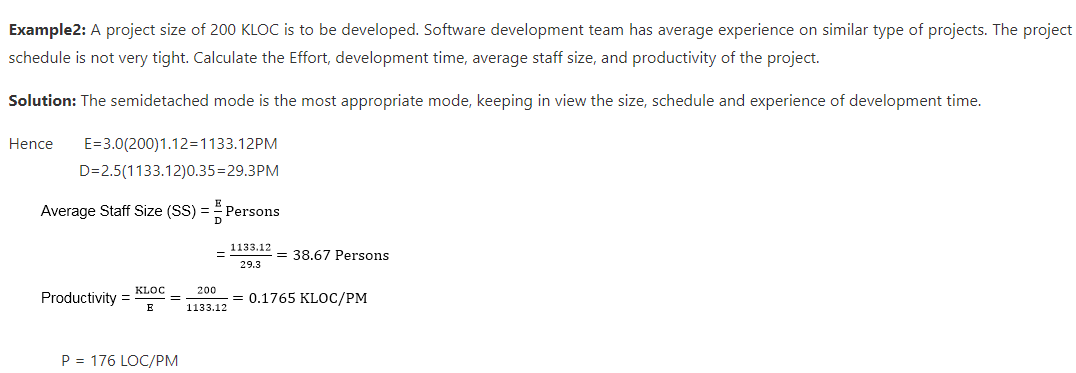 Example2: A project size of 200 KLOC is to be developed. Software development team has average experience on similar type of projects. The project
schedule is not very tight. Calculate the Effort, development time, average staff size, and productivity of the project.
Solution: The semidetached mode is the most appropriate mode, keeping in view the size, schedule and experience of development time.
Hence E=3.0(200)1.12=1133.12PM
D=2.5(1133.12)0.35=29.3PM
Average Staff Size (SS) = E/D Persons
= 1133.12/29.3 = 38.67 Persons
Productivity = KLOC/E = 200/1133.12 = 0.1765 KLOC/PM
P = 176 LOC/PM